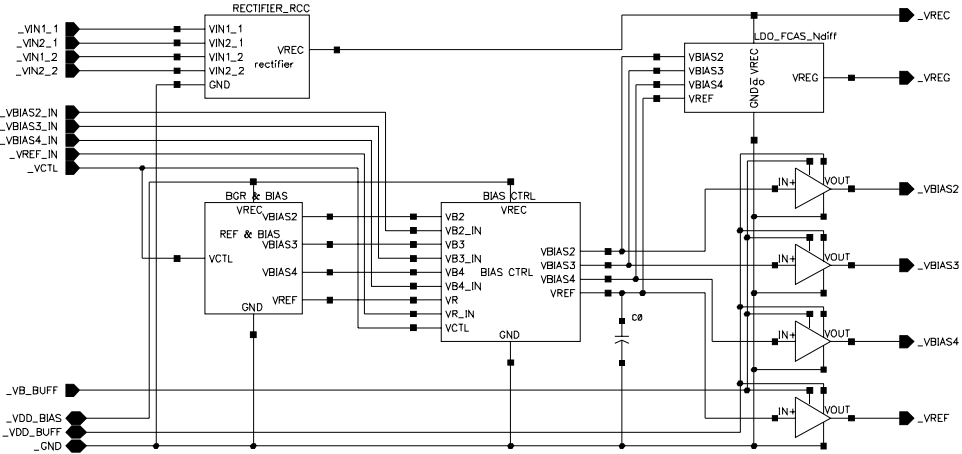 RECTIFIER_RCC
_VIN1_1
_VIN2_1
_VIN1_2
_VIN2_2
VIN1_1
VIN2_1
VIN1_2
VIN2_2
GND
VREC
rectifier
_VREC
LDO_FCAS_Ndiff
VBIAS2
VBIAS3
VBIAS4
VREF
VREC
GND
ldo
VREG
_VREG
_VBIAS2_IN
_VBIAS3_IN
_VBIAS4_IN
_VREF_IN
_VCTL
BGR & BIAS
VREC
VBIAS2
REF & BIAS
VBIAS3
VCTL
VBIAS4
VREF
GND
BIAS CTRL
VREC
VB2
VB2_IN
VB3
VB3_IN
VB4
VB4_IN
VR
VR_IN
VCTL
BIAS CTRL
VBIAS2
VBIAS3
VBIAS4
VREF
GND
C0
IN+
VOUT
_VBIAS2
IN+
VOUT
_VBIAS3
IN+
VOUT
_VBIAS4
IN+
VOUT
_VREF
_VB_BUFF
_VDD_BIAS
_VDD_BUFF
_GND